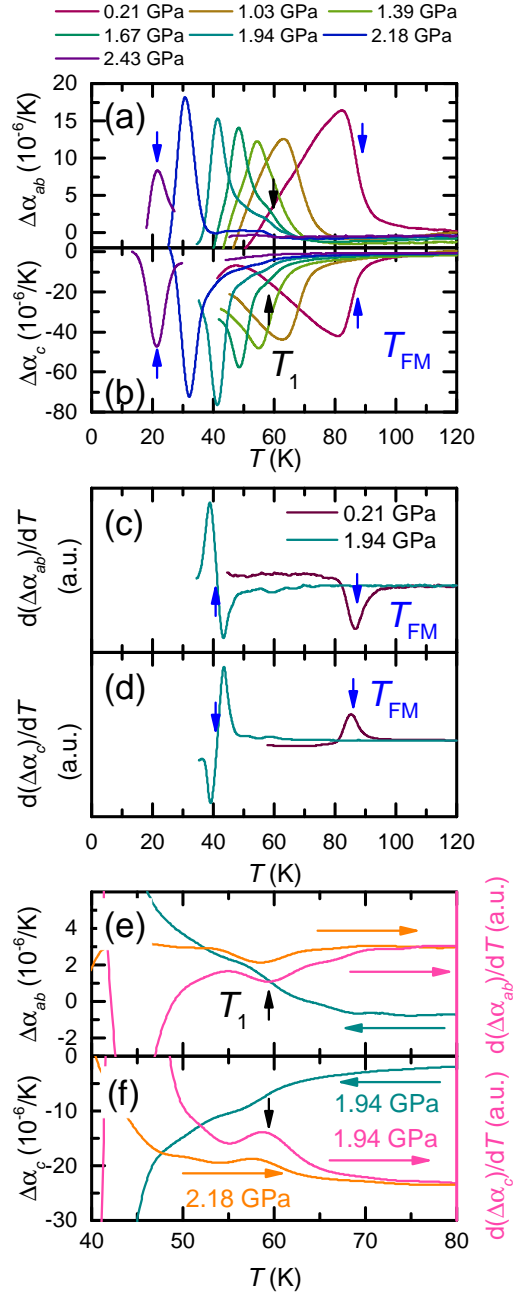 0.21 GPa 1.03 GPa 1.39 GPa
1.67 GPa 1.94 GPa 2.18 GPa
2.43 GPa
(a)
Δα_ab (10⁻⁶/K)
20
15
10
5
0
(b)
Δα_c (10⁻⁶/K)
0
-20
-40
-60
-80
T₁
T_FM
0 20 40 60 80 100 120
T (K)
(c)
d(Δα_ab)/dT
(a.u.)
0.21 GPa
1.94 GPa
T_FM
(d)
d(Δα_c)/dT
(a.u.)
T_FM
0 20 40 60 80 100 120
T (K)
(e)
Δα_ab (10⁻⁶/K)
4
2
0
-2
T₁
d(Δα_ab)/dT (a.u.)
(f)
Δα_c (10⁻⁶/K)
0
-10
-20
-30
1.94 GPa
1.94 GPa
2.18 GPa
d(Δα_c)/dT (a.u.)
40 50 60 70 80
T (K)